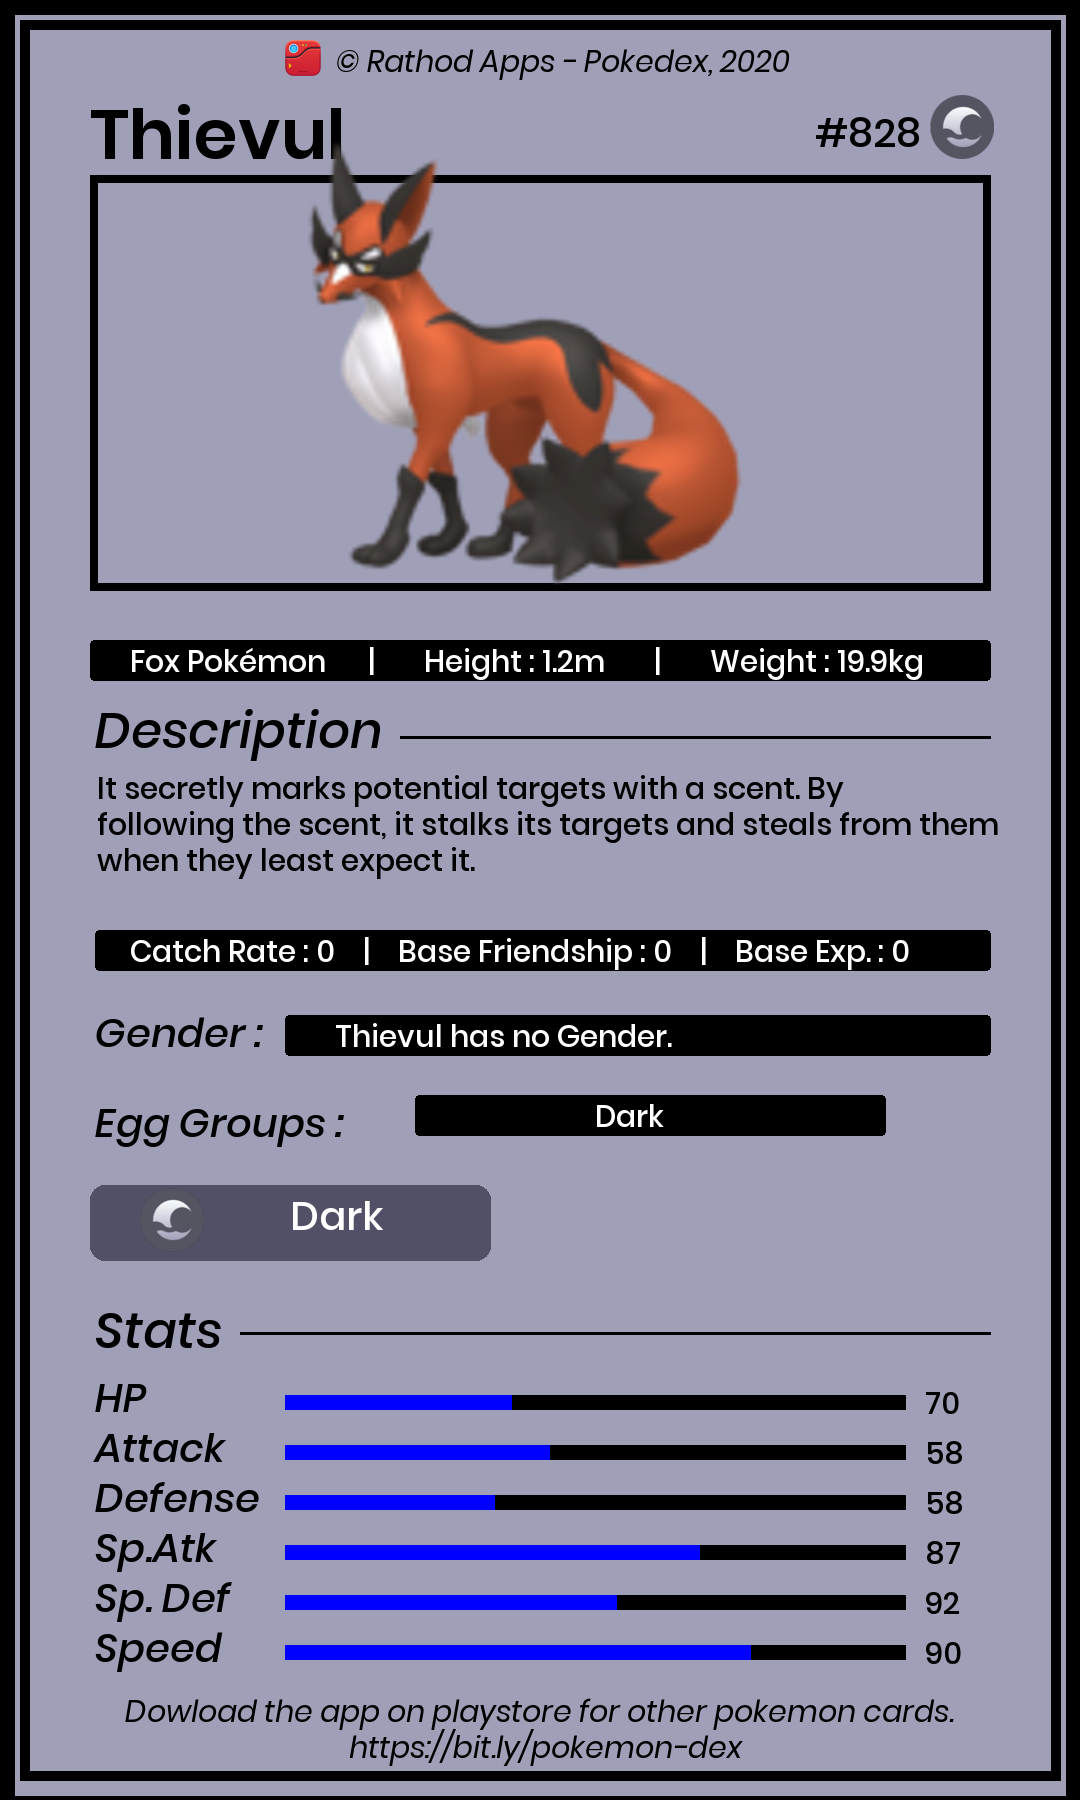 © Rathod Apps - Pokedex, 2020
Thievul
#828
Fox Pokémon | Height : 1.2m | Weight : 19.9kg
Description
It secretly marks potential targets with a scent. By
following the scent, it stalks its targets and steals from them
when they least expect it.
Catch Rate : 0 | Base Friendship : 0 | Base Exp. : 0
Gender : Thievul has no Gender.
Egg Groups : Dark
Dark
Stats
HP 70
Attack 58
Defense 58
Sp.Atk 87
Sp. Def 92
Speed 90
Dowload the app on playstore for other pokemon cards.
https://bit.ly/pokemon-dex